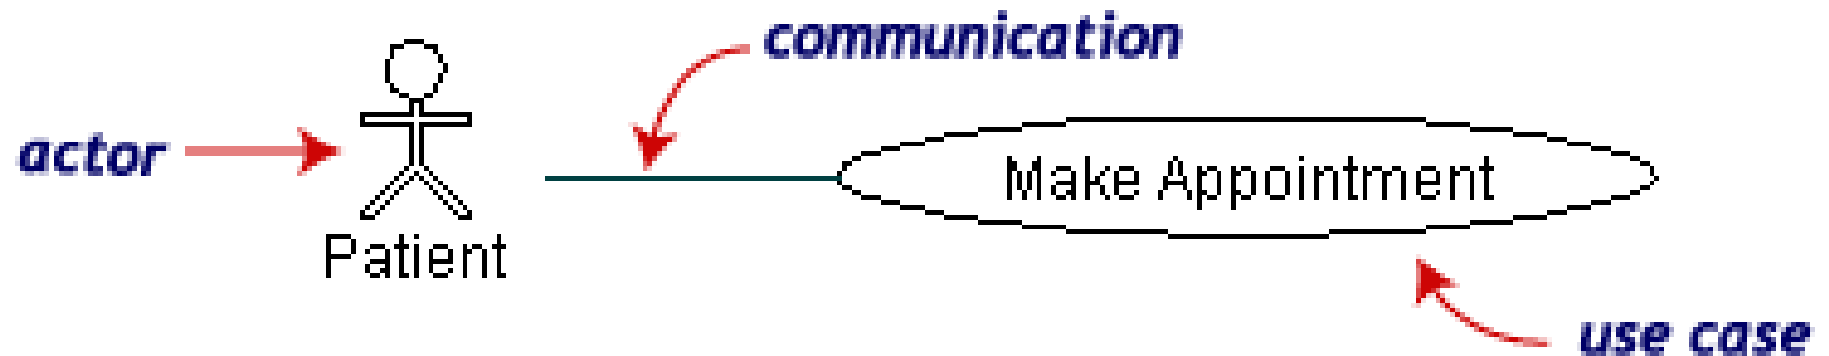 communication
actor
Make Appointment
Patient
use case